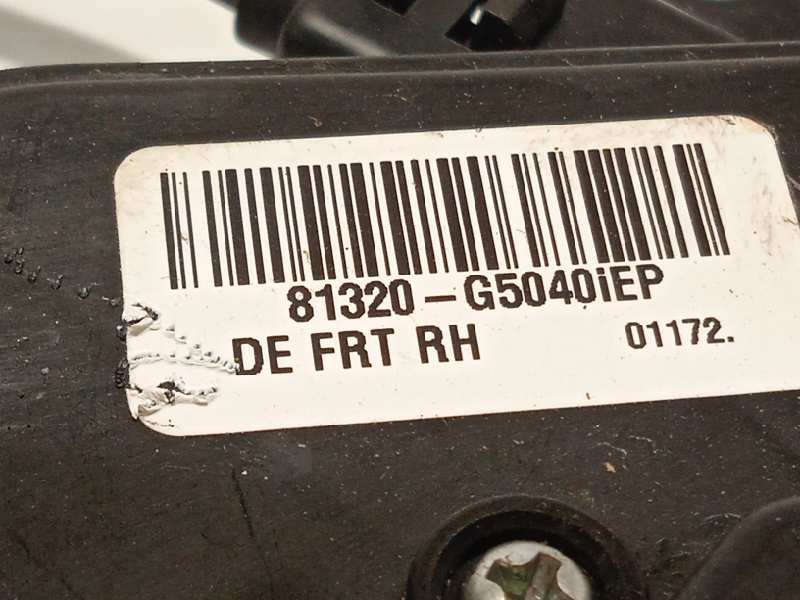 81320-G5040iEP
DE FRT RH 01172.